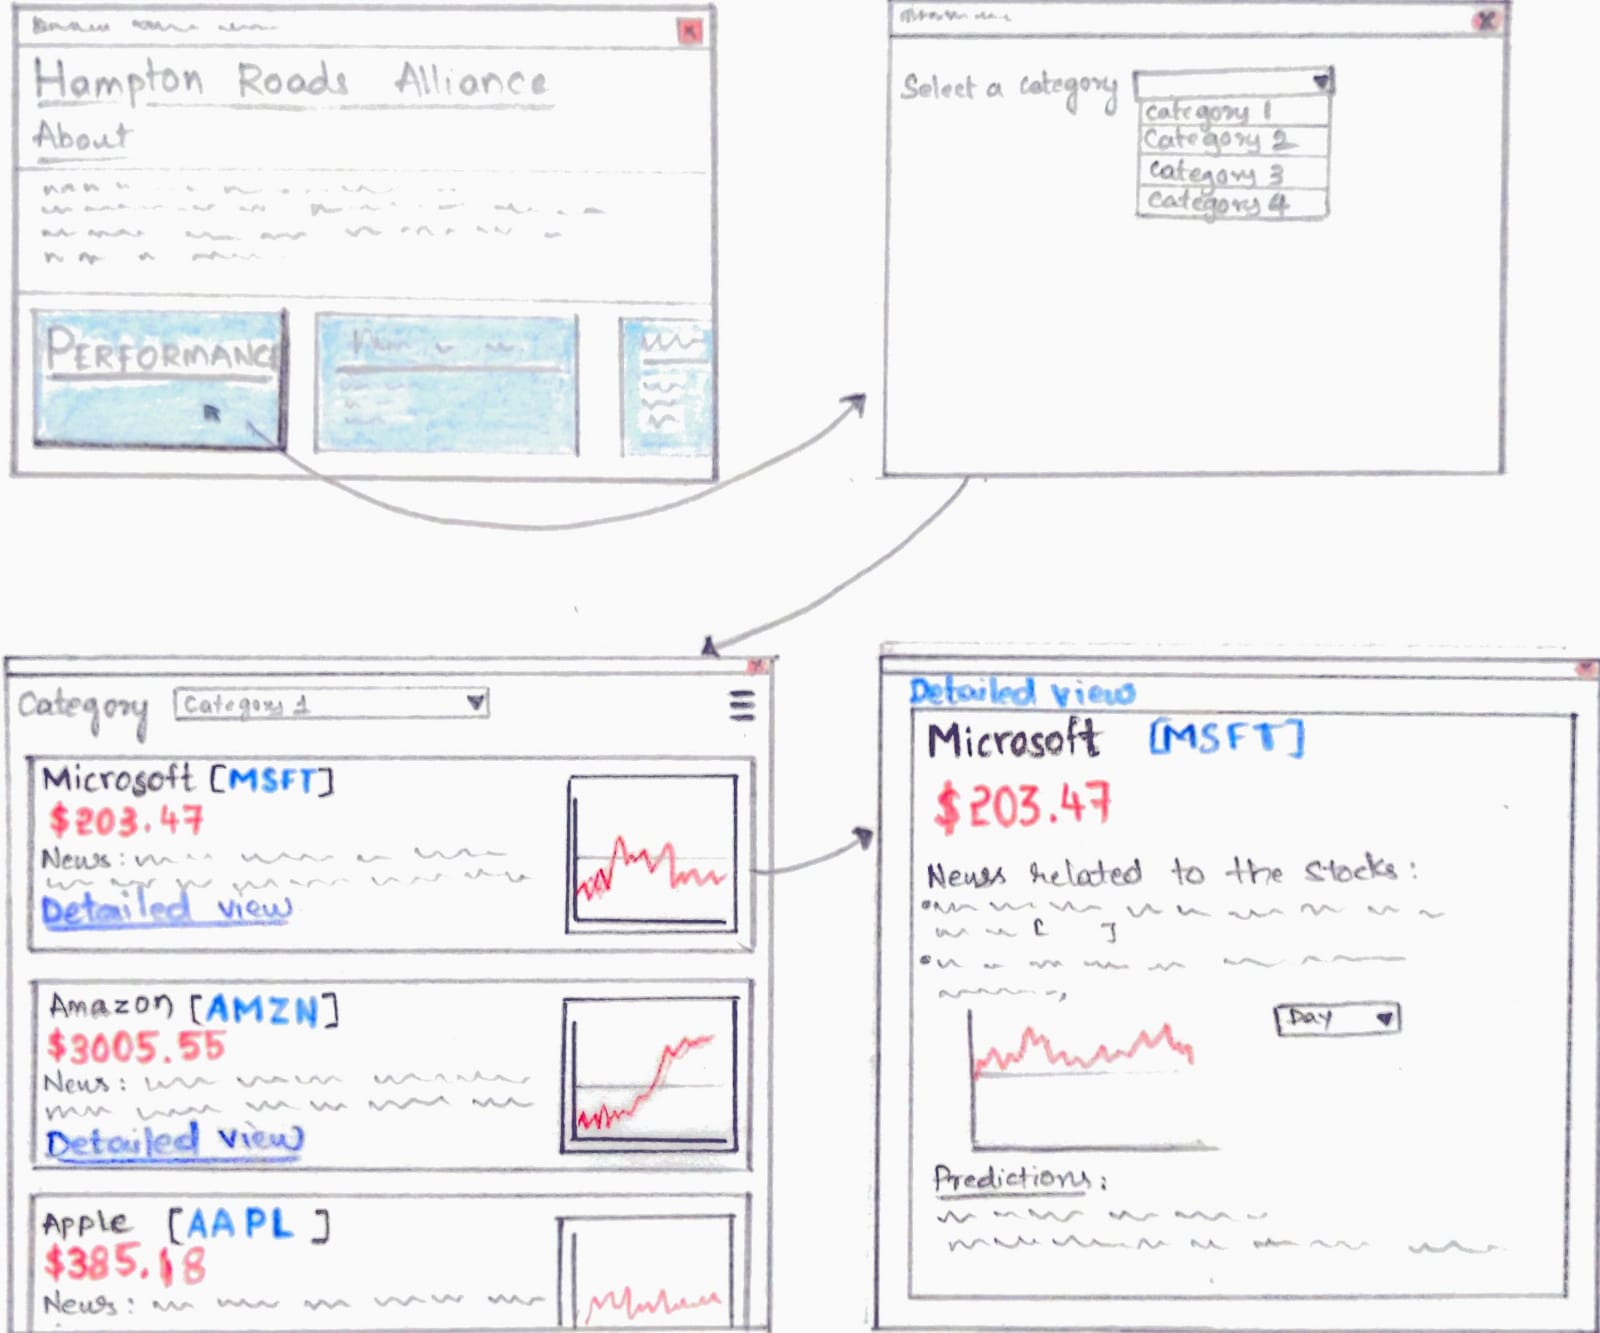 Hampton Roads Alliance
About
PERFORMANCE
Select a category
category 1
Category 2
category 3
category 4
Category Category 1
Microsoft [MSFT]
$203.47
News:
Detailed view
Amazon [AMZN]
$3005.55
News:
Detailed view
Apple [AAPL]
$385.18
News:
Detailed view
Microsoft [MSFT]
$203.47
News related to the stocks:
Day
Predictions: